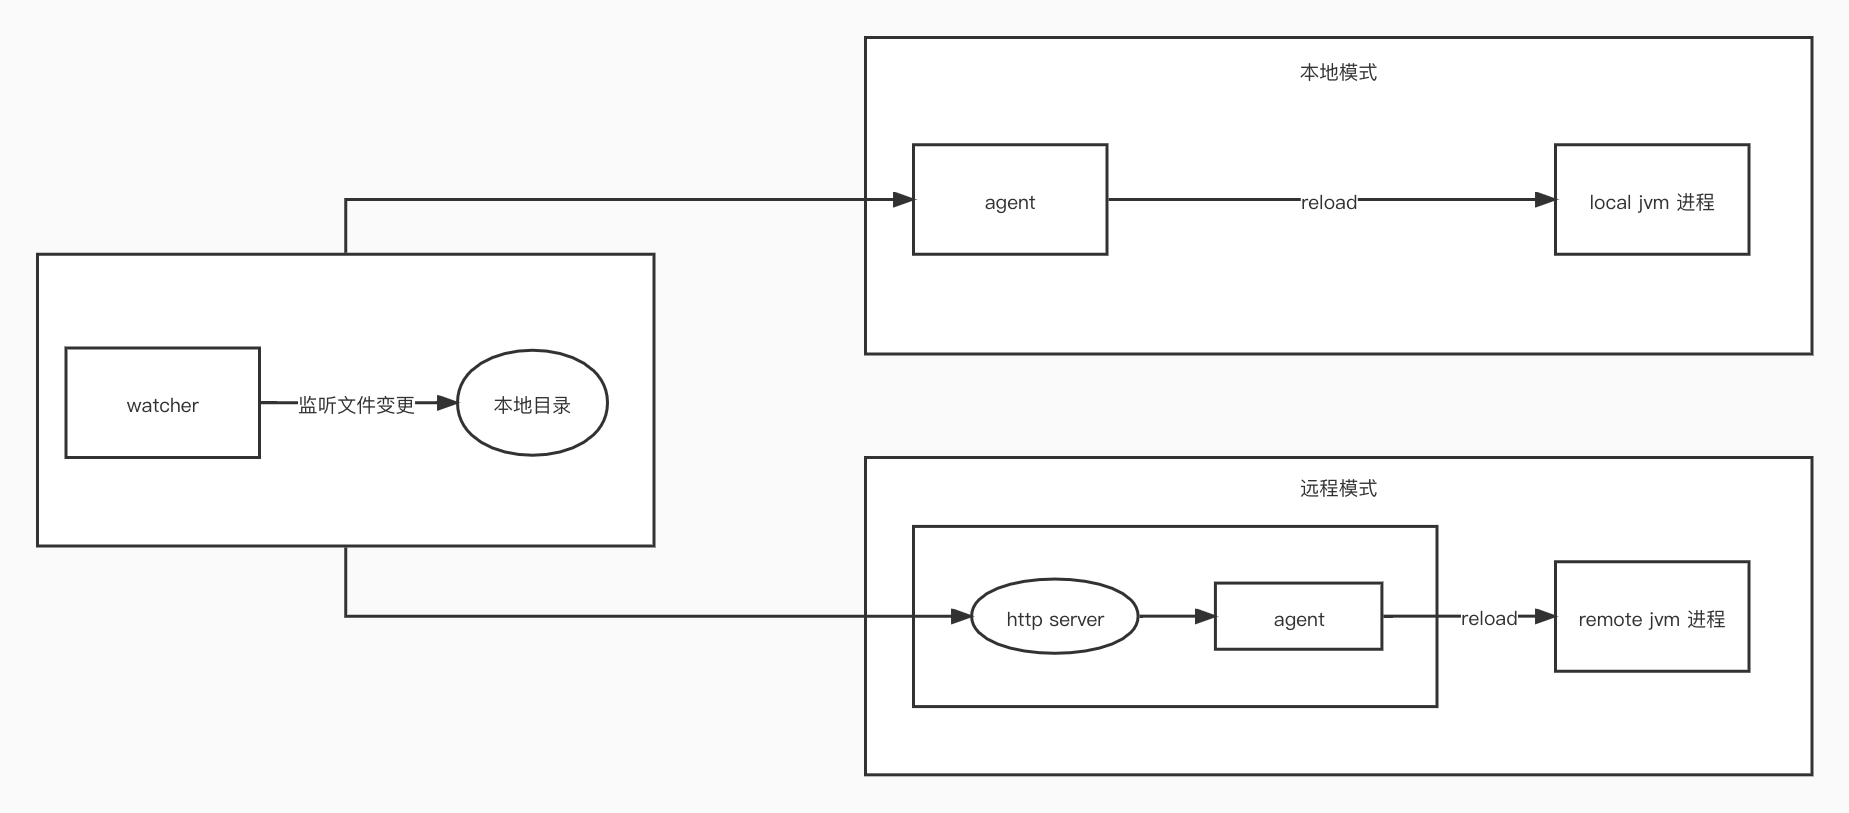 本地模式
agent
reload
local jvm 进程
watcher
监听文件变更
本地目录
远程模式
http server
agent
reload
remote jvm 进程